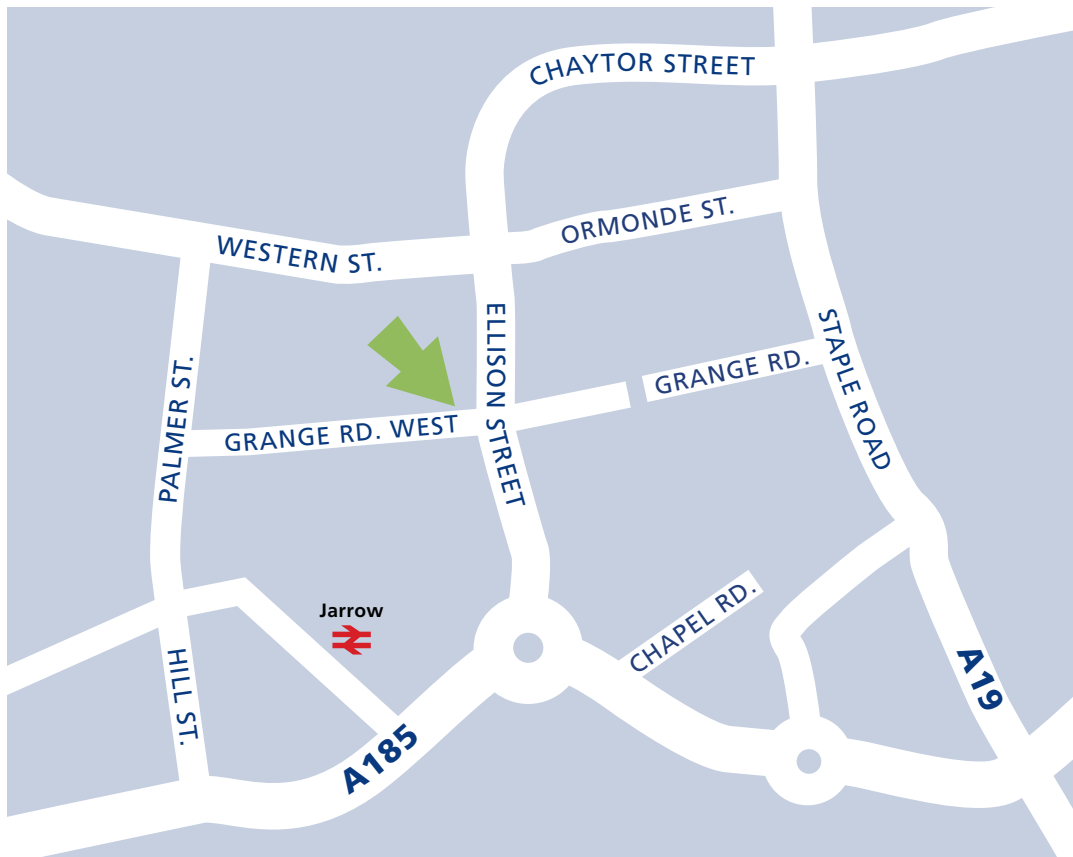 CHAYTOR STREET
ORMONDE ST.
WESTERN ST.
ELLISON STREET
STAPLE ROAD
GRANGE RD.
PALMER ST.
GRANGE RD. WEST
CHAPEL RD.
Jarrow
HILL ST.
A19
A185